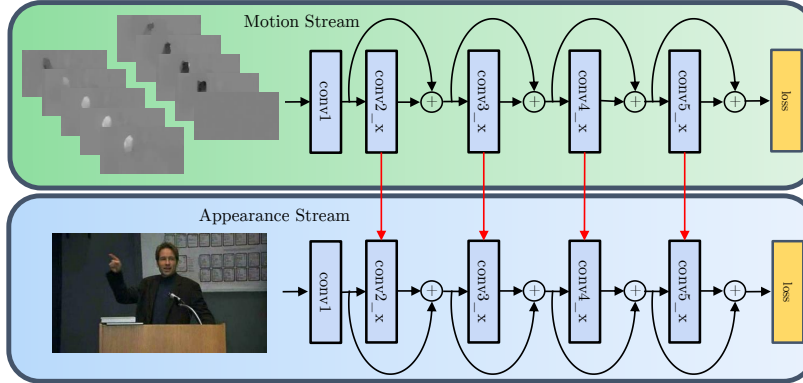 Motion Stream
conv1
conv2_x
+
conv3_x
+
conv4_x
+
conv5_x
+
loss
Appearance Stream
conv1
conv2_x
+
conv3_x
+
conv4_x
+
conv5_x
+
loss